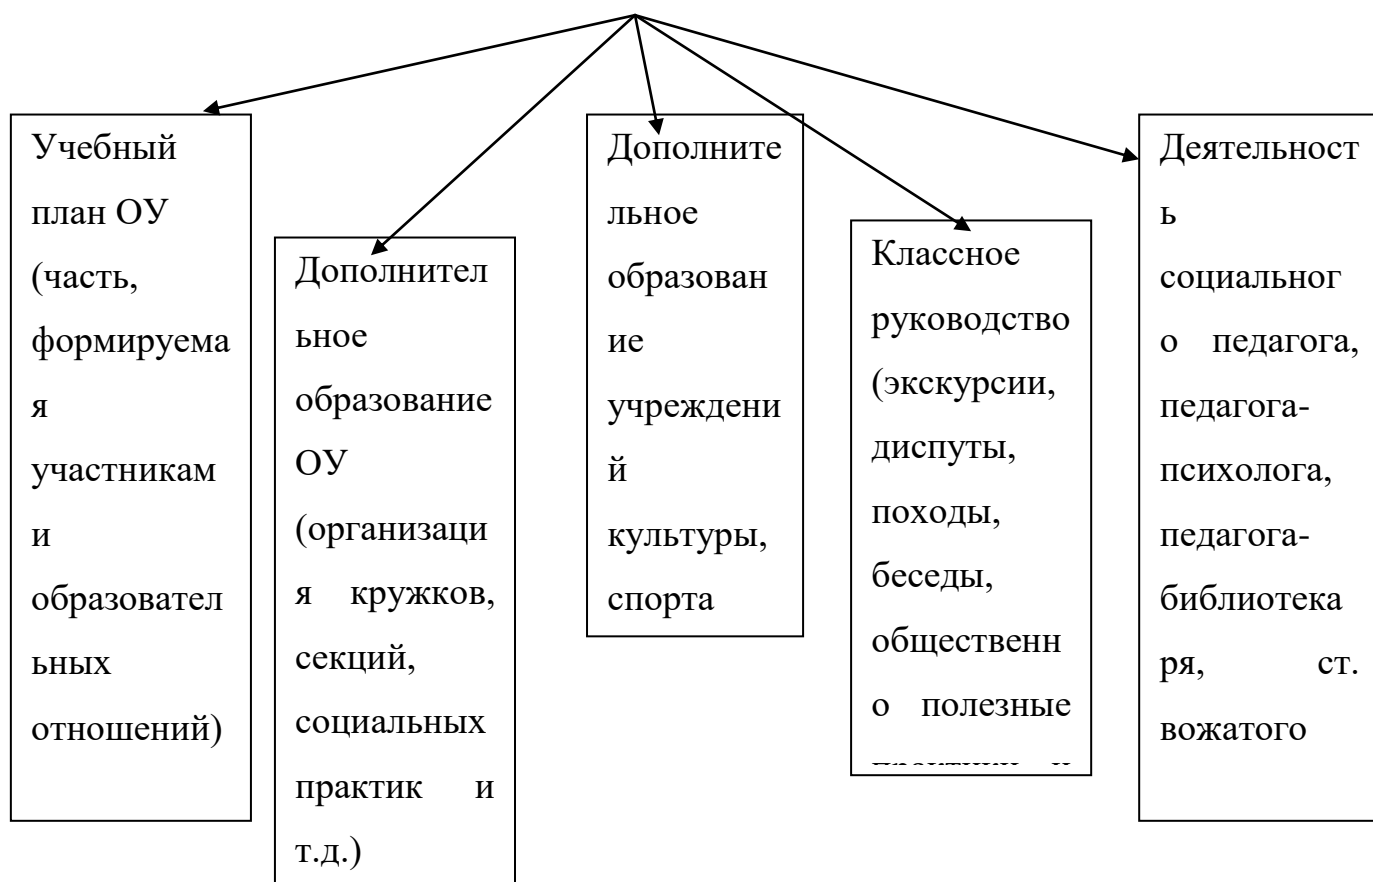 Учебный
план ОУ
(часть,
формируема
я
участникам
и
образовател
ьных
отношений)
Дополнител
ьное
образование
ОУ
(организаци
я кружков,
секций,
социальных
практик и
т.д.)
Дополните
льное
образован
ие
учреждени
й
культуры,
спорта
Классное
руководство
(экскурсии,
диспуты,
походы,
беседы,
общественн
о полезные
Деятельност
ь
социальног
о педагога,
педагога-
психолога,
педагога-
библиотека
ря, ст.
вожатого